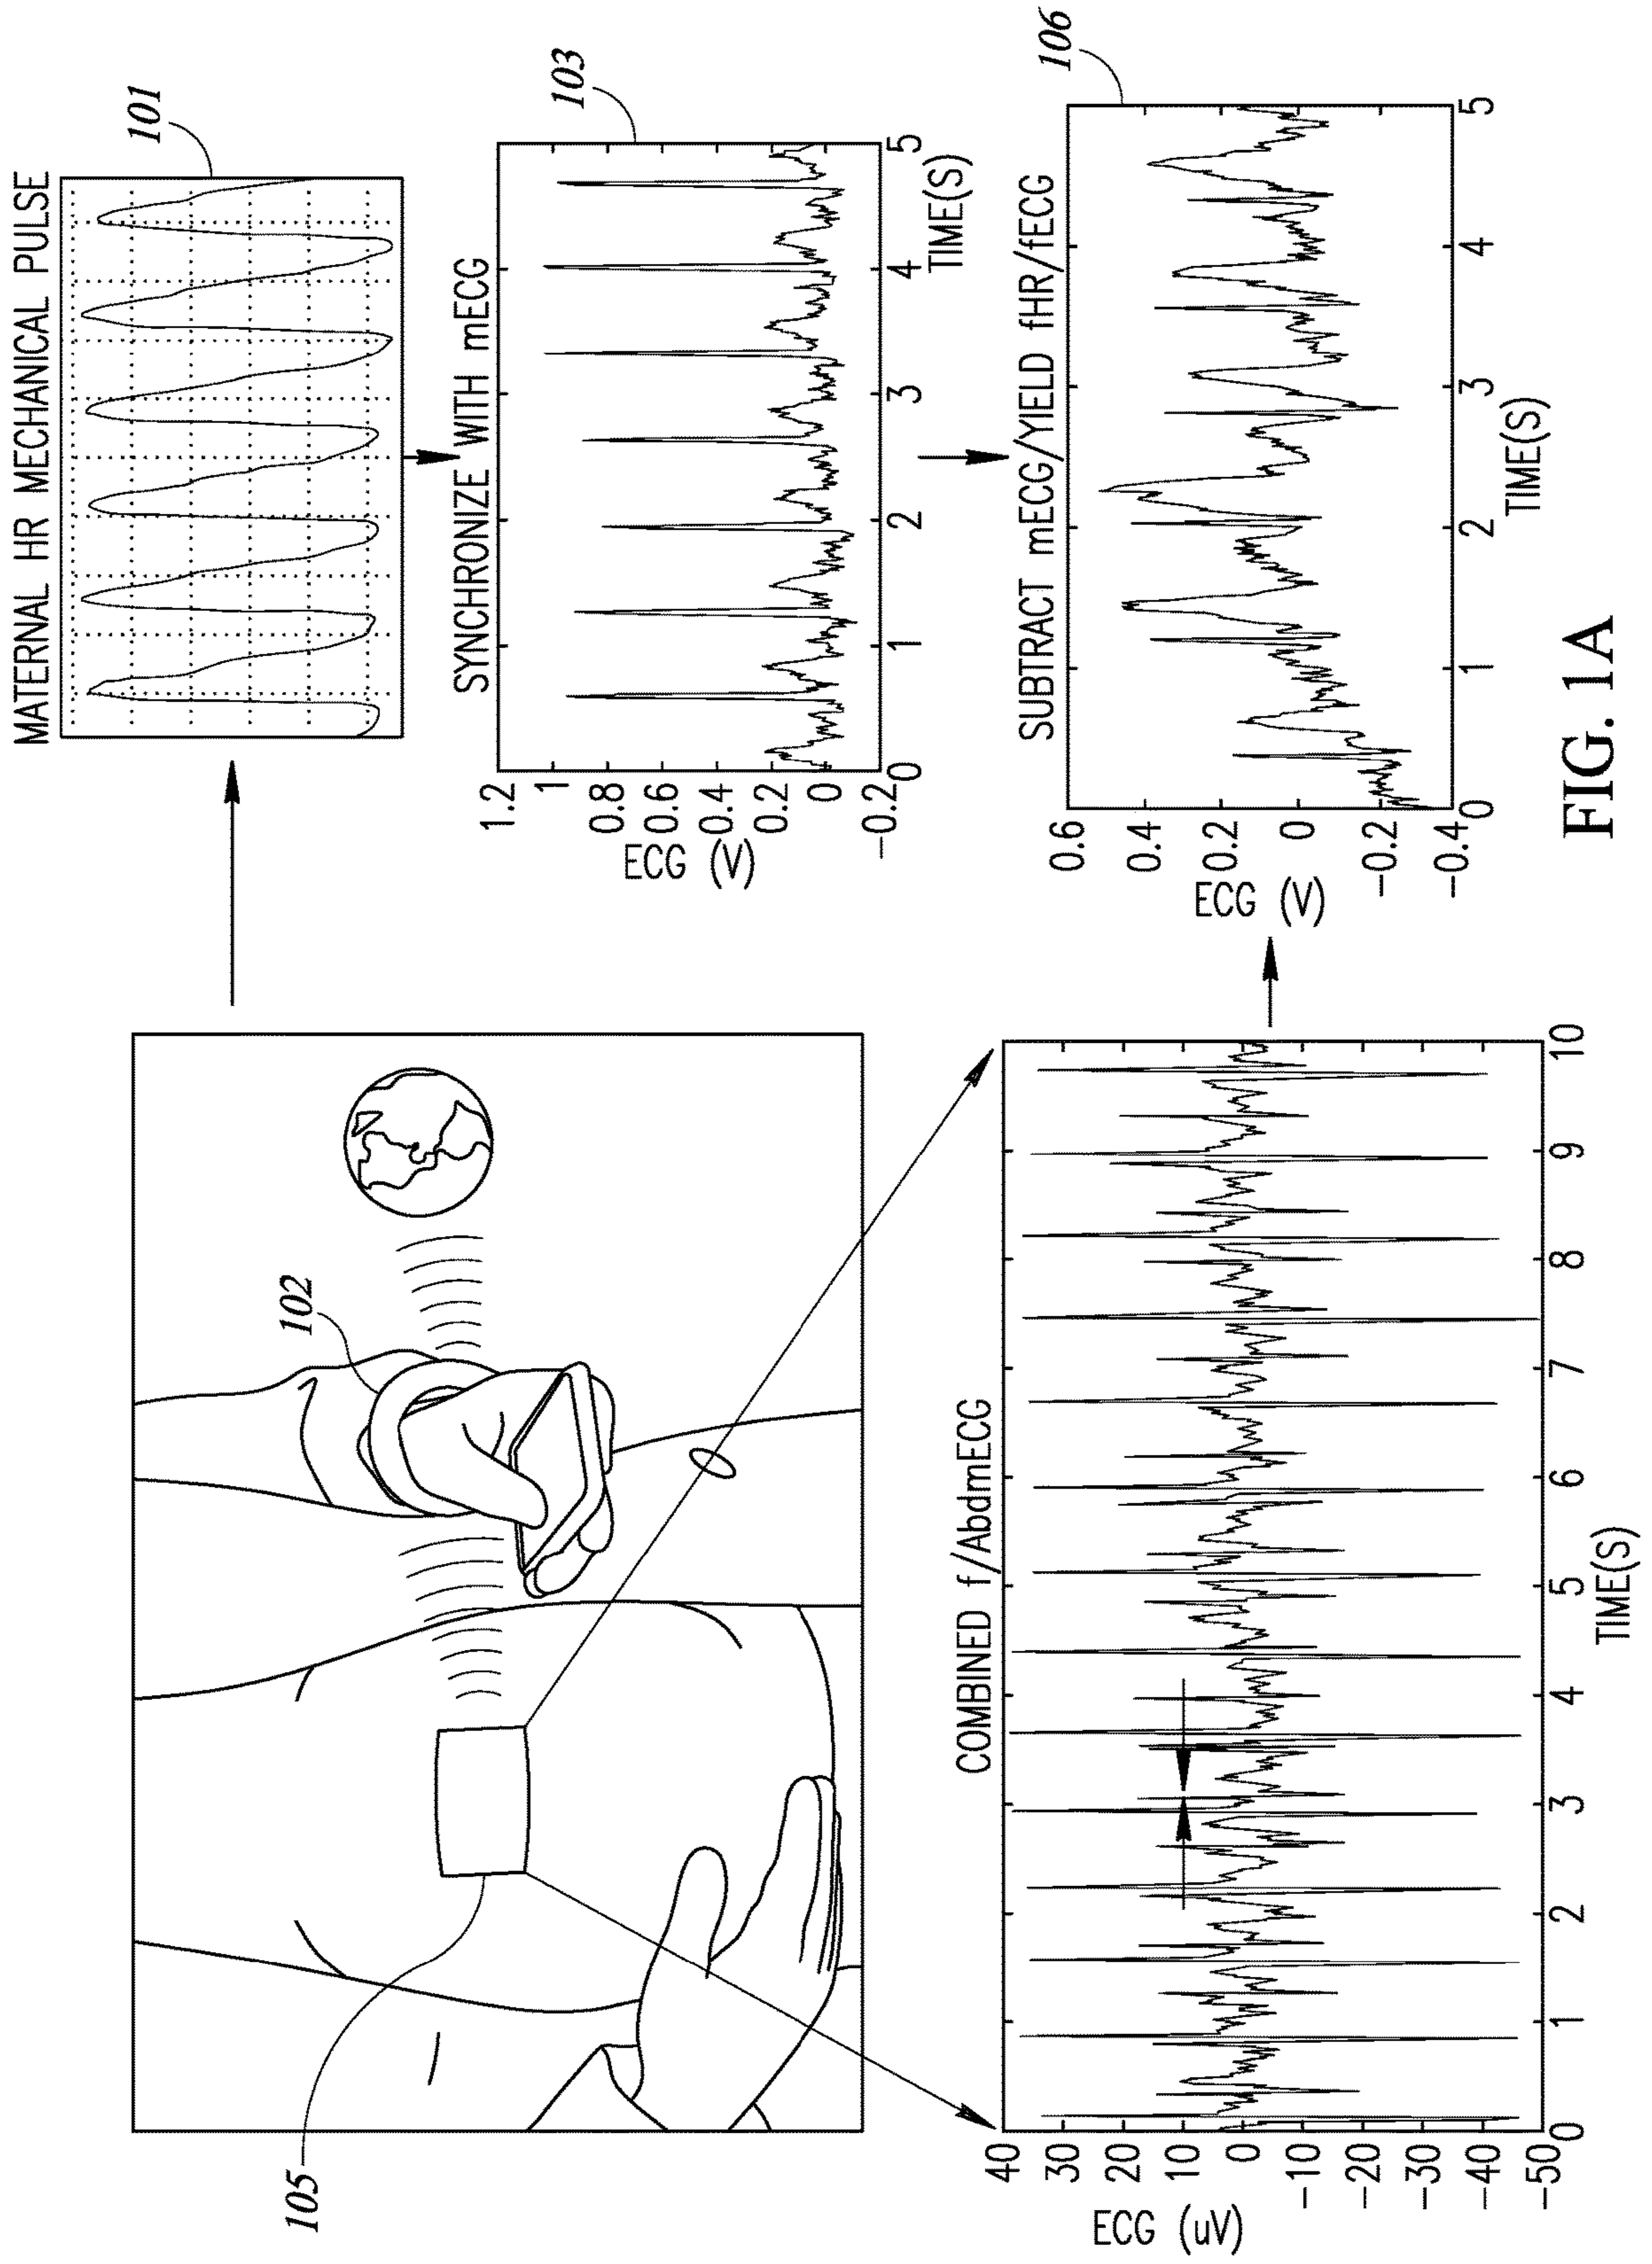 MATERNAL HR MECHANICAL PULSE
101
102
105
SYNCHRONIZE WITH mECG
103
1.2
1
0.8
0.6
0.4
0.2
0
-0.2
ECG (V)
0 1 2 3 4 5
TIME(S)
COMBINED f/AbdmECG
40
30
20
10
0
-10
-20
-30
-40
-50
ECG (uV)
0 1 2 3 4 5 6 7 8 9 10
TIME(S)
SUBTRACT mECG/YIELD fHR/fECG
106
0.6
0.4
0.2
0
-0.2
-0.4
ECG (V)
0 1 2 3 4 5
TIME(S)
FIG. 1A